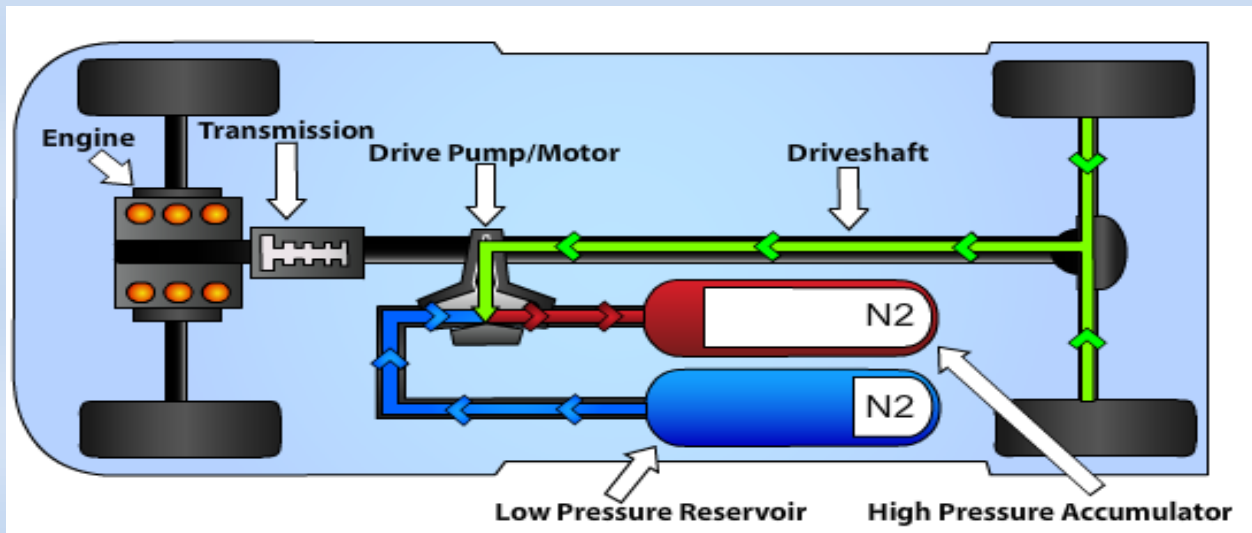 Transmission
Engine
Drive Pump/Motor
Driveshaft
N2
N2
Low Pressure Reservoir
High Pressure Accumulator